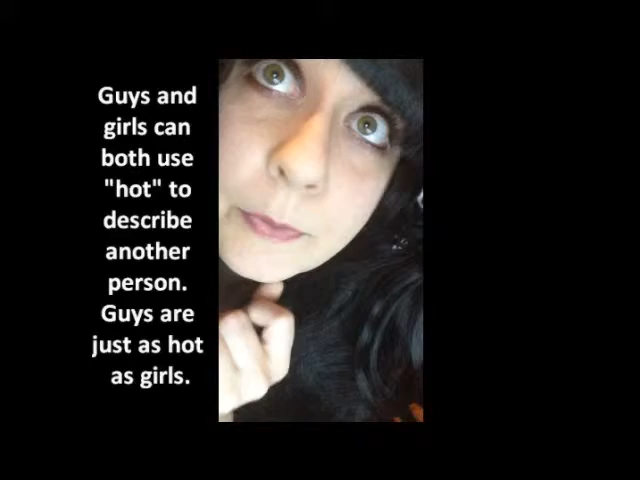 Guys and
girls can
both use
"hot" to
describe
another
person.
Guys are
just as hot
as girls.